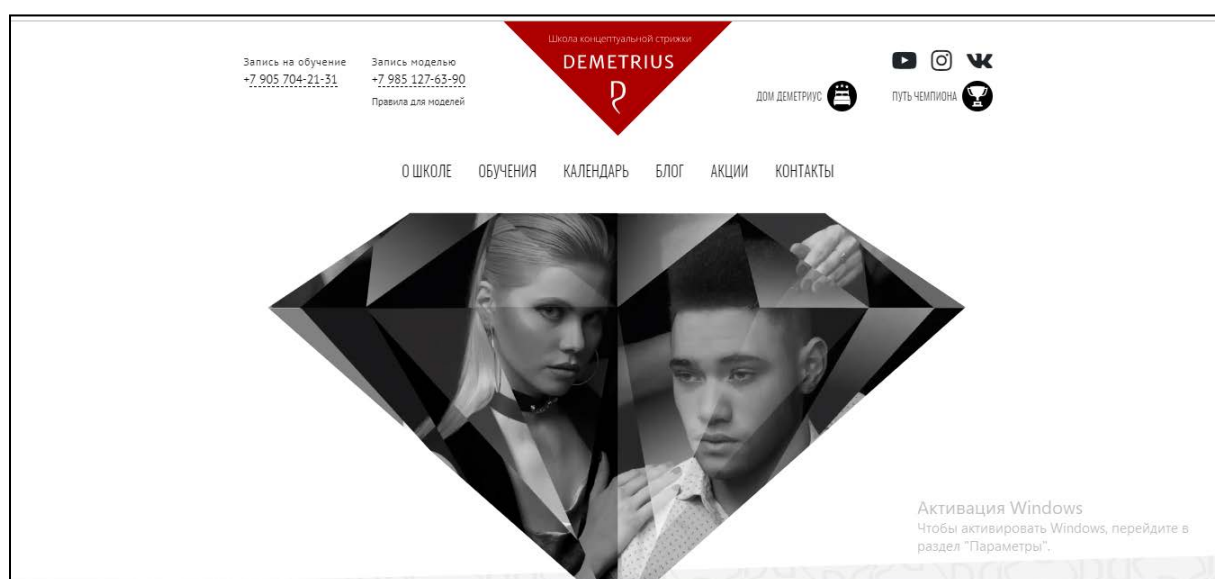 Школа концептуальной стрижки
DEMETRIUS
Запись на обучение
+7 905 704-21-31
Запись моделью
+7 985 127-63-90
Правила для моделей
ДОМ ДЕМЕТРИУС
ПУТЬ ЧЕМПИОНА
О ШКОЛЕ ОБУЧЕНИЯ КАЛЕНДАРЬ БЛОГ АКЦИИ КОНТАКТЫ
Активация Windows
Чтобы активировать Windows, перейдите в
раздел "Параметры".